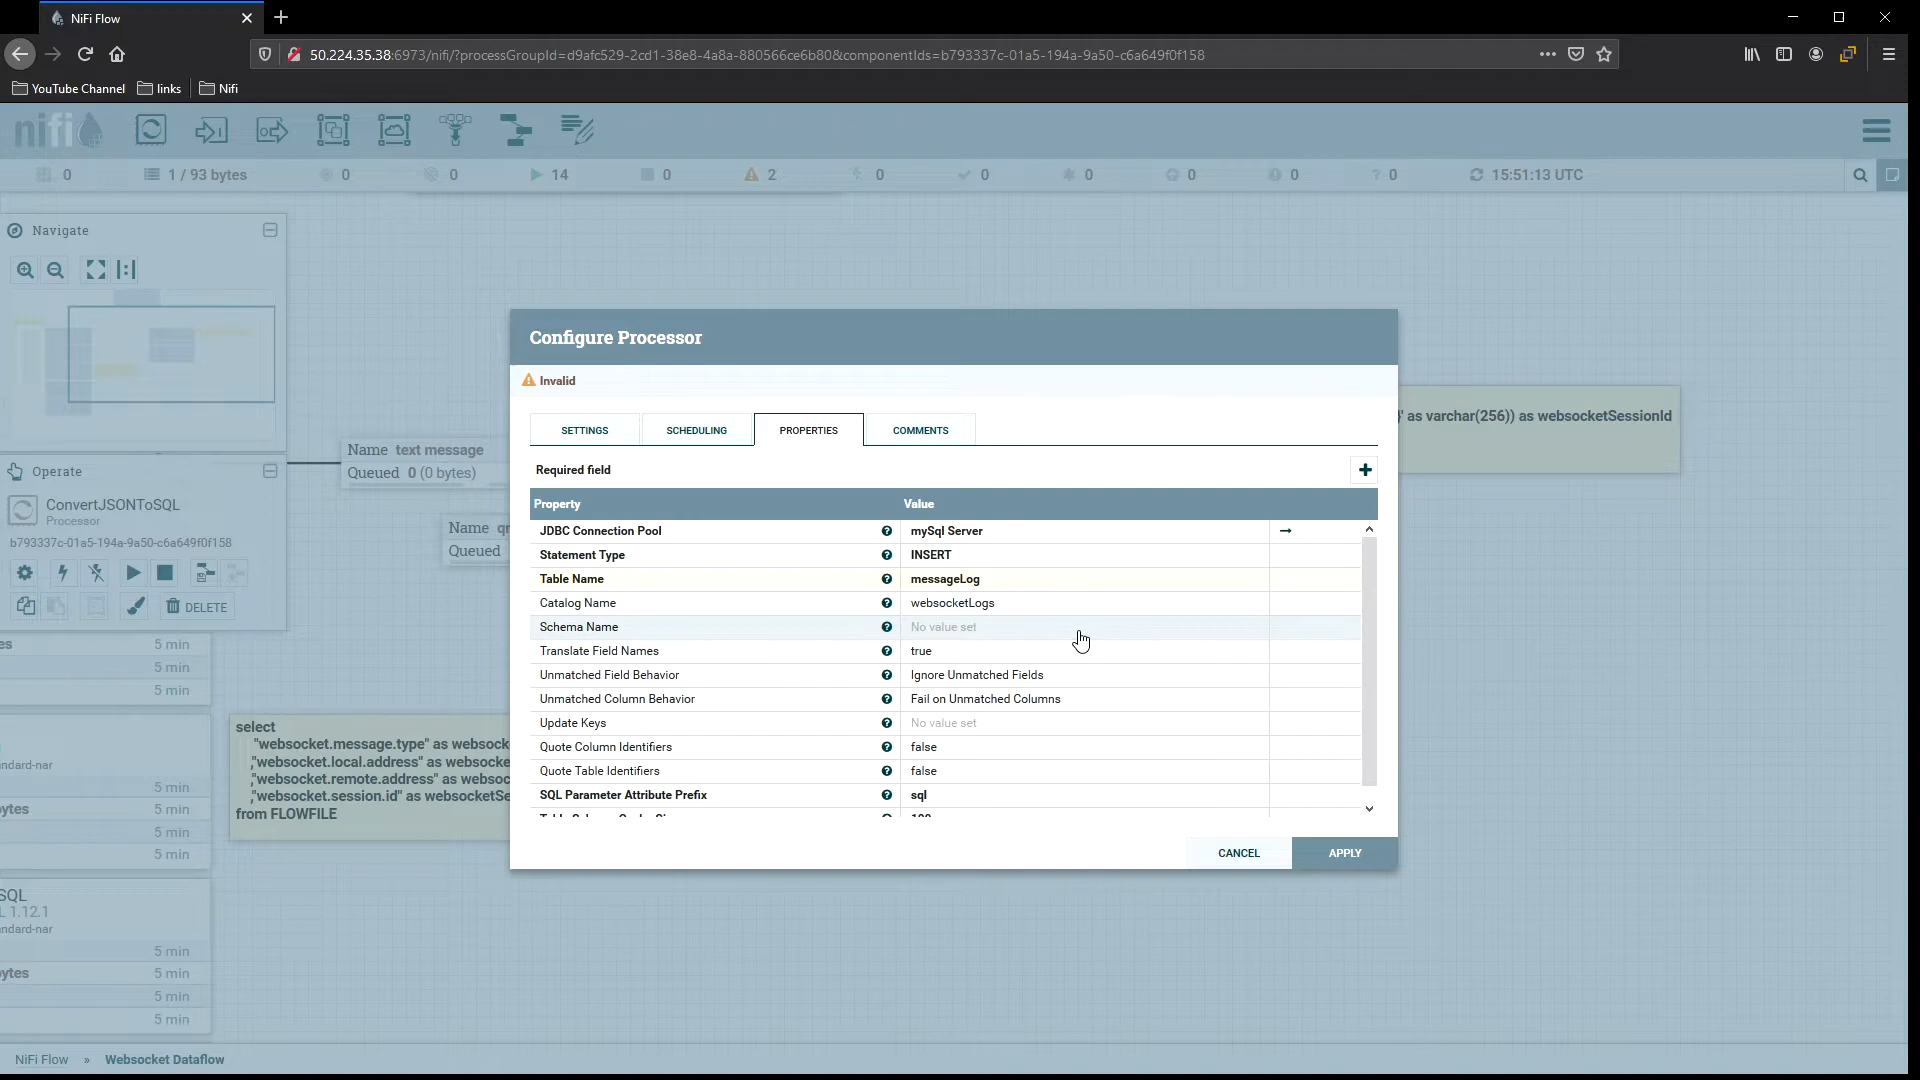 NiFi Flow
50.224.35.38:6973/nifi/?processGroupId=d9afc529-2cd1-38e8-4a8a-880566ce6b80&componentIds=b793337c-01a5-194a-9a50-c6a649f0f158
YouTube Channel links Nifi
nifi
0 1 / 93 bytes 0 0 14 0 2 0 0 0 0 0 0 15:51:13 UTC
Navigate
Operate
ConvertJSONToSQL
Processor
b793337c-01a5-194a-9a50-c6a649f0f158
DELETE
Name text message
Queued 0 (0 bytes)
Name
Queued
5 min
5 min
5 min
ndard-nar
5 min
bytes 5 min
5 min
5 min
SQL
1.12.1
ndard-nar
5 min
bytes 5 min
5 min
5 min
select
"websocket.message.type" as
,"websocket.local.address" as
,"websocket.remote.address" as
,"websocket.session.id" as
from FLOWFILE
' as varchar(256)) as websocketSessionId
Configure Processor
Invalid
SETTINGS SCHEDULING PROPERTIES COMMENTS
Required field
Property Value
JDBC Connection Pool mySql Server
Statement Type INSERT
Table Name messageLog
Catalog Name websocketLogs
Schema Name No value set
Translate Field Names true
Unmatched Field Behavior Ignore Unmatched Fields
Unmatched Column Behavior Fail on Unmatched Columns
Update Keys No value set
Quote Column Identifiers false
Quote Table Identifiers false
SQL Parameter Attribute Prefix sql
CANCEL APPLY
NiFi Flow » Websocket Dataflow